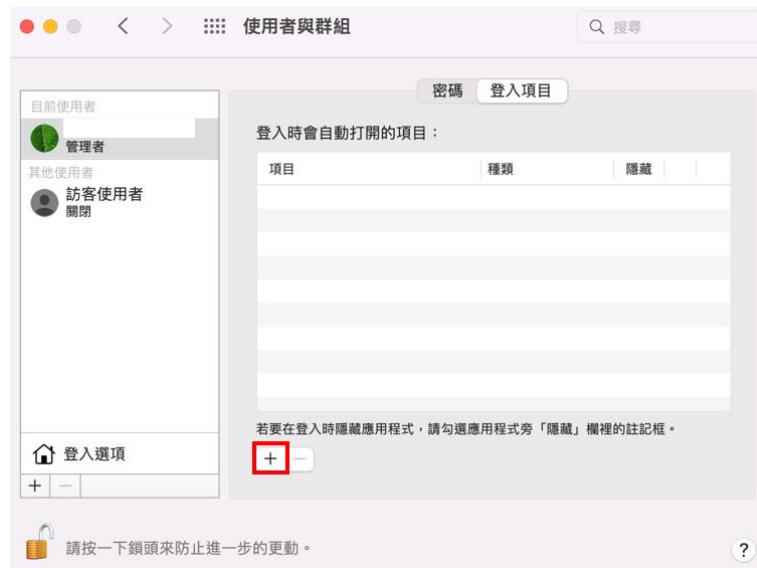 使用者與群組
搜尋
密碼
登入項目
目前使用者
管理者
其他使用者
訪客使用者
關閉
登入選項
登入時會自動打開的項目：
項目 種類 隱藏
若要在登入時隱藏應用程式，請勾選應用程式旁「隱藏」欄裡的註記框。
請按一下鎖頭來防止進一步的更動。
?